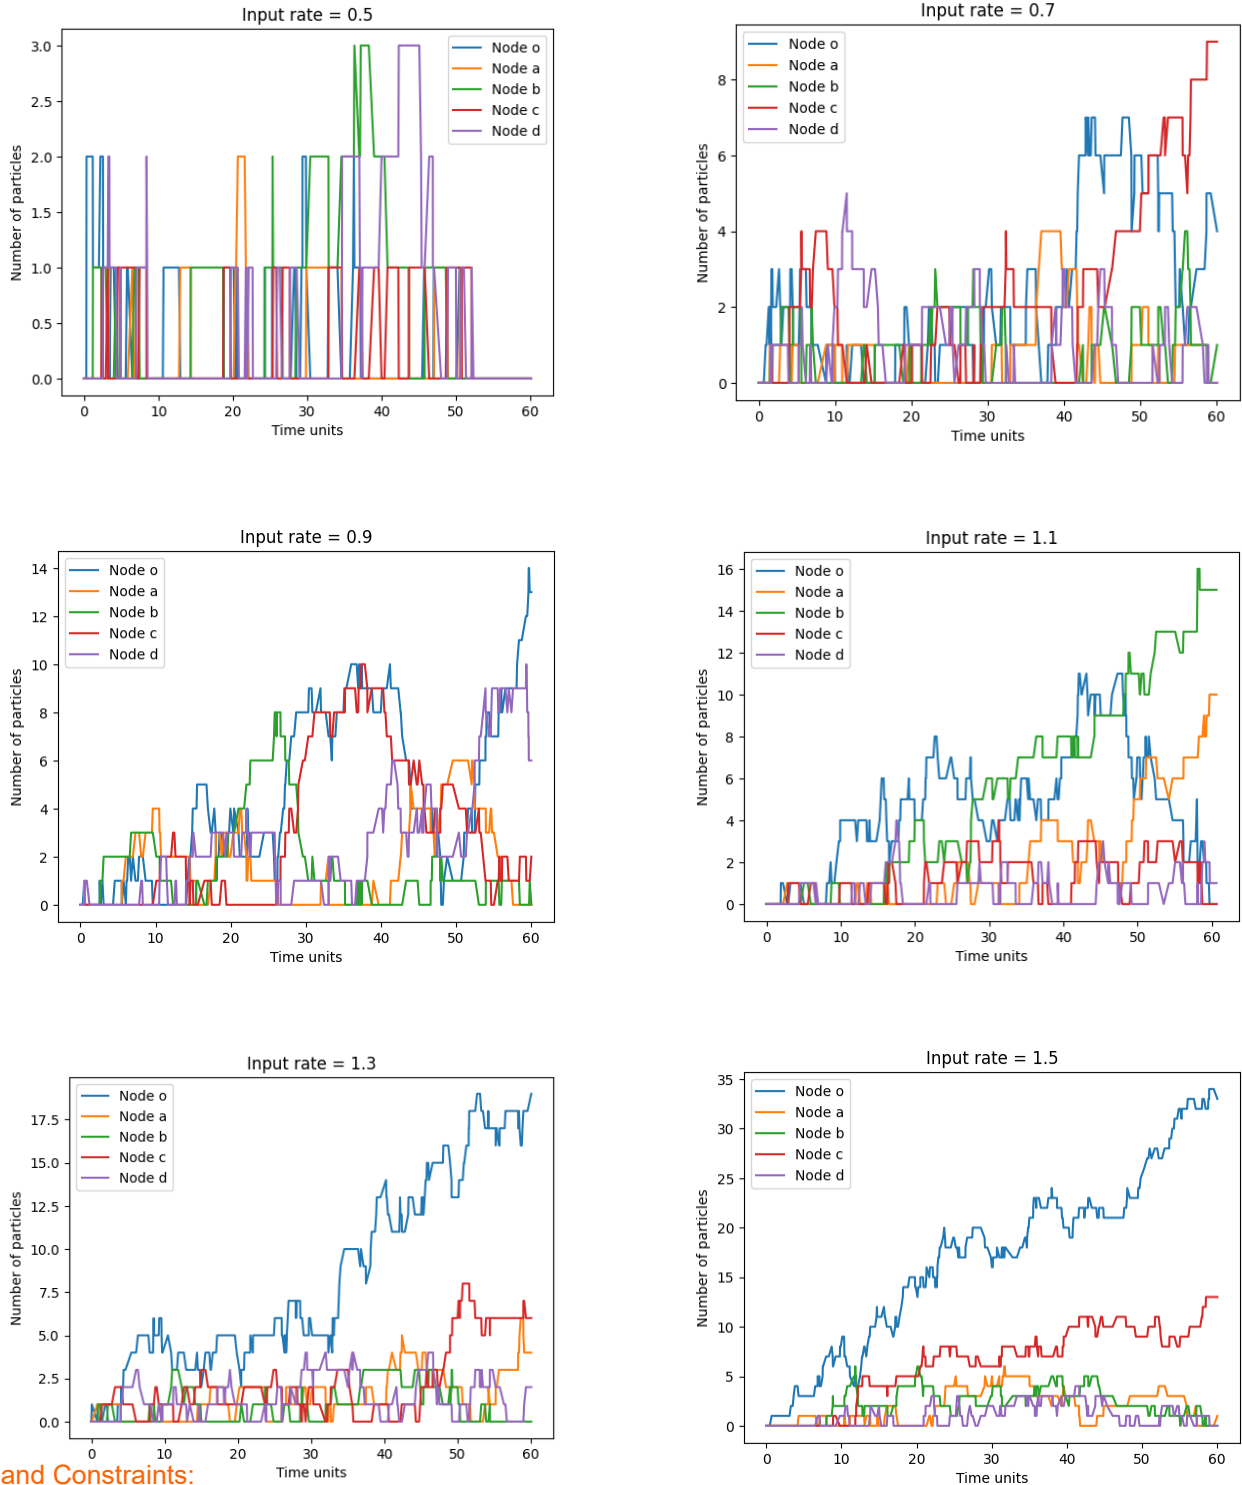 Input rate = 0.5
Number of particles
3.0
2.5
2.0
1.5
1.0
0.5
0.0
Node o
Node a
Node b
Node c
Node d
0 10 20 30 40 50 60
Time units
Input rate = 0.7
Number of particles
8
6
4
2
0
Node o
Node a
Node b
Node c
Node d
0 10 20 30 40 50 60
Time units
Input rate = 0.9
Number of particles
14
12
10
8
6
4
2
0
Node o
Node a
Node b
Node c
Node d
0 10 20 30 40 50 60
Time units
Input rate = 1.1
Number of particles
16
14
12
10
8
6
4
2
0
Node o
Node a
Node b
Node c
Node d
0 10 20 30 40 50 60
Time units
Input rate = 1.3
Number of particles
17.5
15.0
12.5
10.0
7.5
5.0
2.5
0.0
Node o
Node a
Node b
Node c
Node d
0 10 20 30 40 50 60
Time units
Input rate = 1.5
Number of particles
35
30
25
20
15
10
5
0
Node o
Node a
Node b
Node c
Node d
0 10 20 30 40 50 60
Time units
and Constraints: